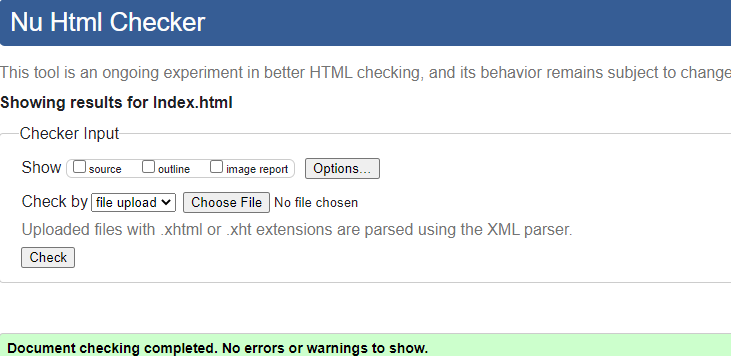 Nu Html Checker
This tool is an ongoing experiment in better HTML checking, and its behavior remains subject to change
Showing results for Index.html
Checker Input
Show source outline image report Options...
Check by file upload Choose File No file chosen
Uploaded files with .xhtml or .xht extensions are parsed using the XML parser.
Check
Document checking completed. No errors or warnings to show.